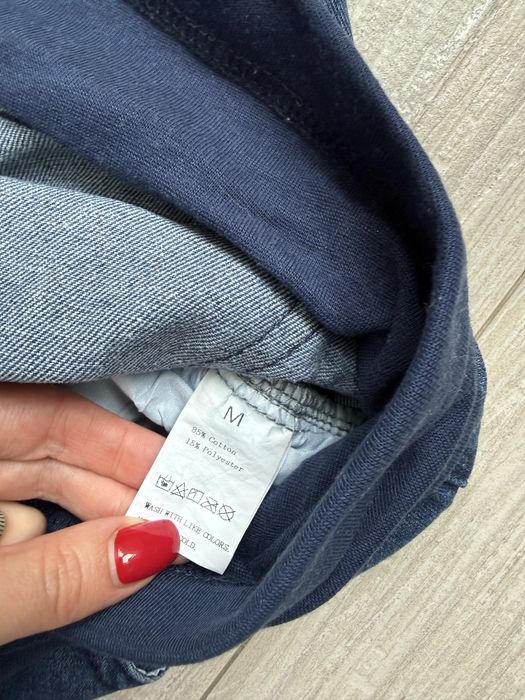 M
85% Cotton
15% Polyester
WASH WITH LIKE COLORS.
COLD.